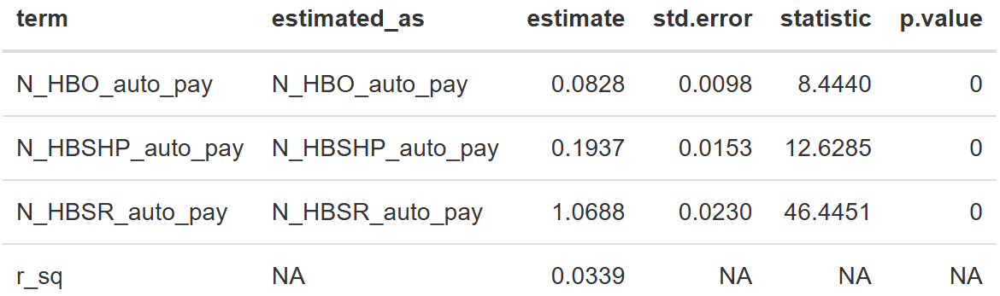 term estimated_as estimate std.error statistic p.value
N_HBO_auto_pay N_HBO_auto_pay 0.0828 0.0098 8.4440 0
N_HBSHP_auto_pay N_HBSHP_auto_pay 0.1937 0.0153 12.6285 0
N_HBSR_auto_pay N_HBSR_auto_pay 1.0688 0.0230 46.4451 0
r_sq NA 0.0339 NA NA NA